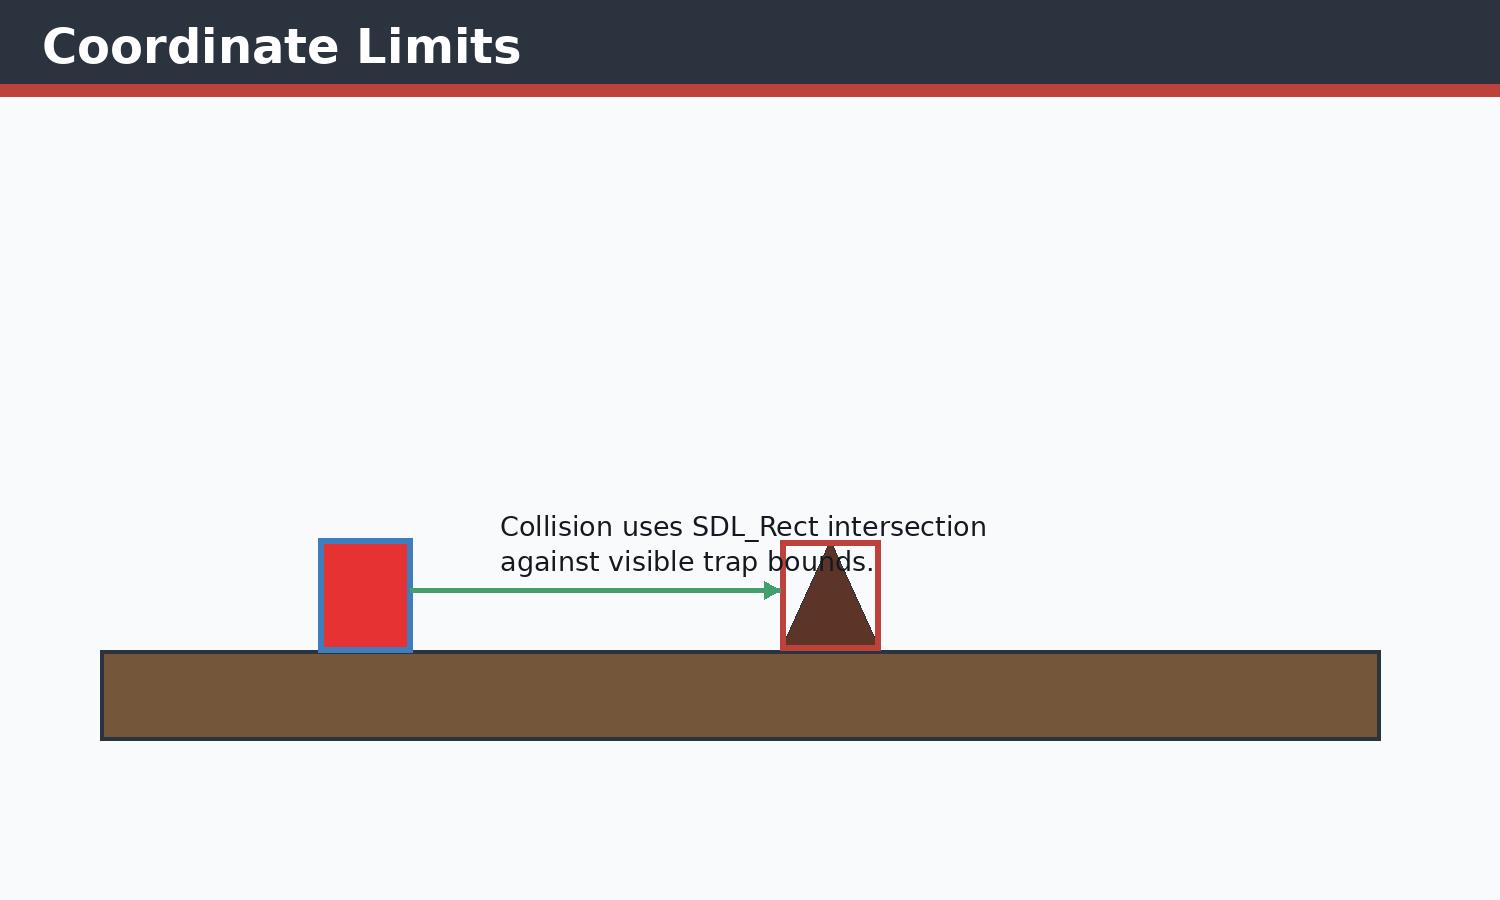 Coordinate Limits
Collision uses SDL_Rect intersection
against visible trap bounds.